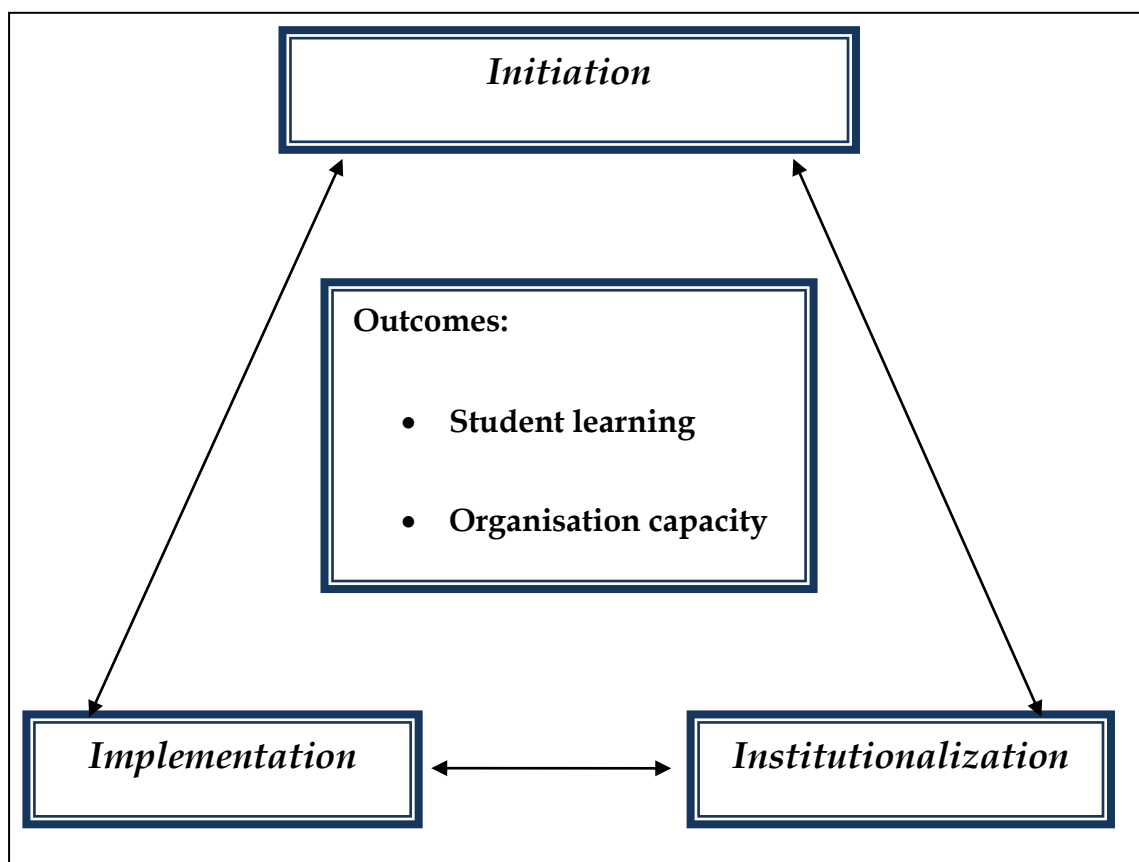 Initiation
Outcomes:
• Student learning
• Organisation capacity
Implementation
Institutionalization